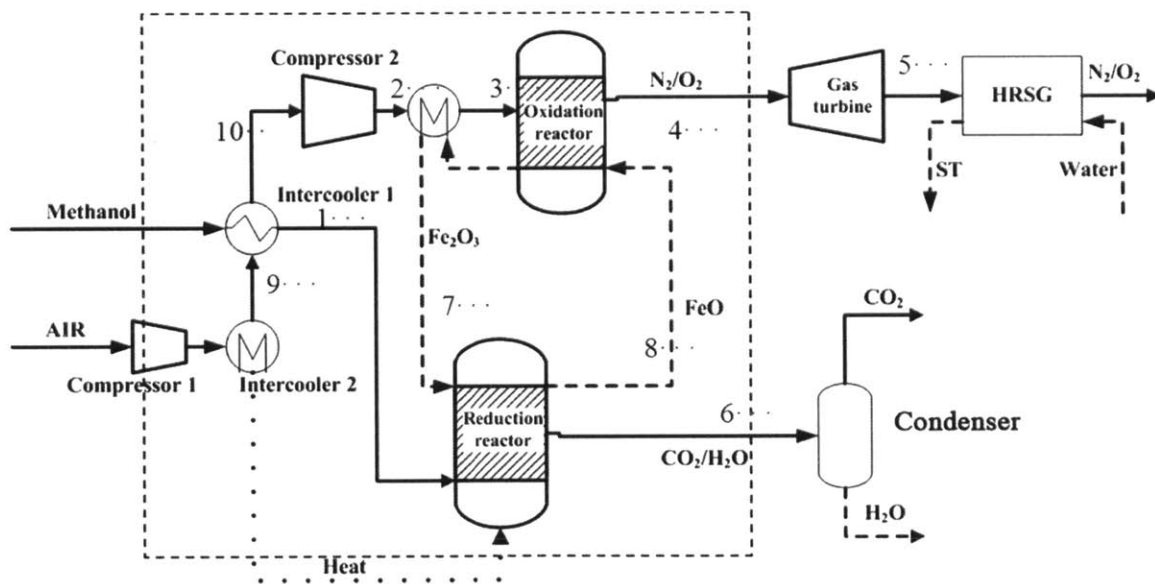 Compressor 2
2 · · ·
3 · · ·
Oxidation
reactor
N₂/O₂
4 · · ·
Gas
turbine
5 · · ·
HRSG
N₂/O₂
ST
Water
10 · ·
Methanol
Intercooler 1
1 · · ·
Fe₂O₃
9 · · ·
7 · · ·
FeO
8 · · ·
AIR
Compressor 1
Intercooler 2
Reduction
reactor
6 · · ·
CO₂/H₂O
CO₂
Condenser
H₂O
Heat